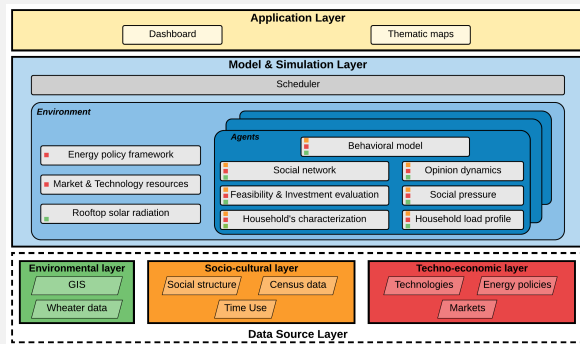 Application Layer
Dashboard
Thematic maps
Model & Simulation Layer
Scheduler
Environment
Agents
Behavioral model
Energy policy framework
Social network
Opinion dynamics
Market & Technology resources
Feasibility & Investment evaluation
Social pressure
Rooftop solar radiation
Household's characterization
Household load profile
Environmental layer
GIS
Wheater data
Socio-cultural layer
Social structure
Census data
Time Use
Techno-economic layer
Technologies
Energy policies
Markets
Data Source Layer